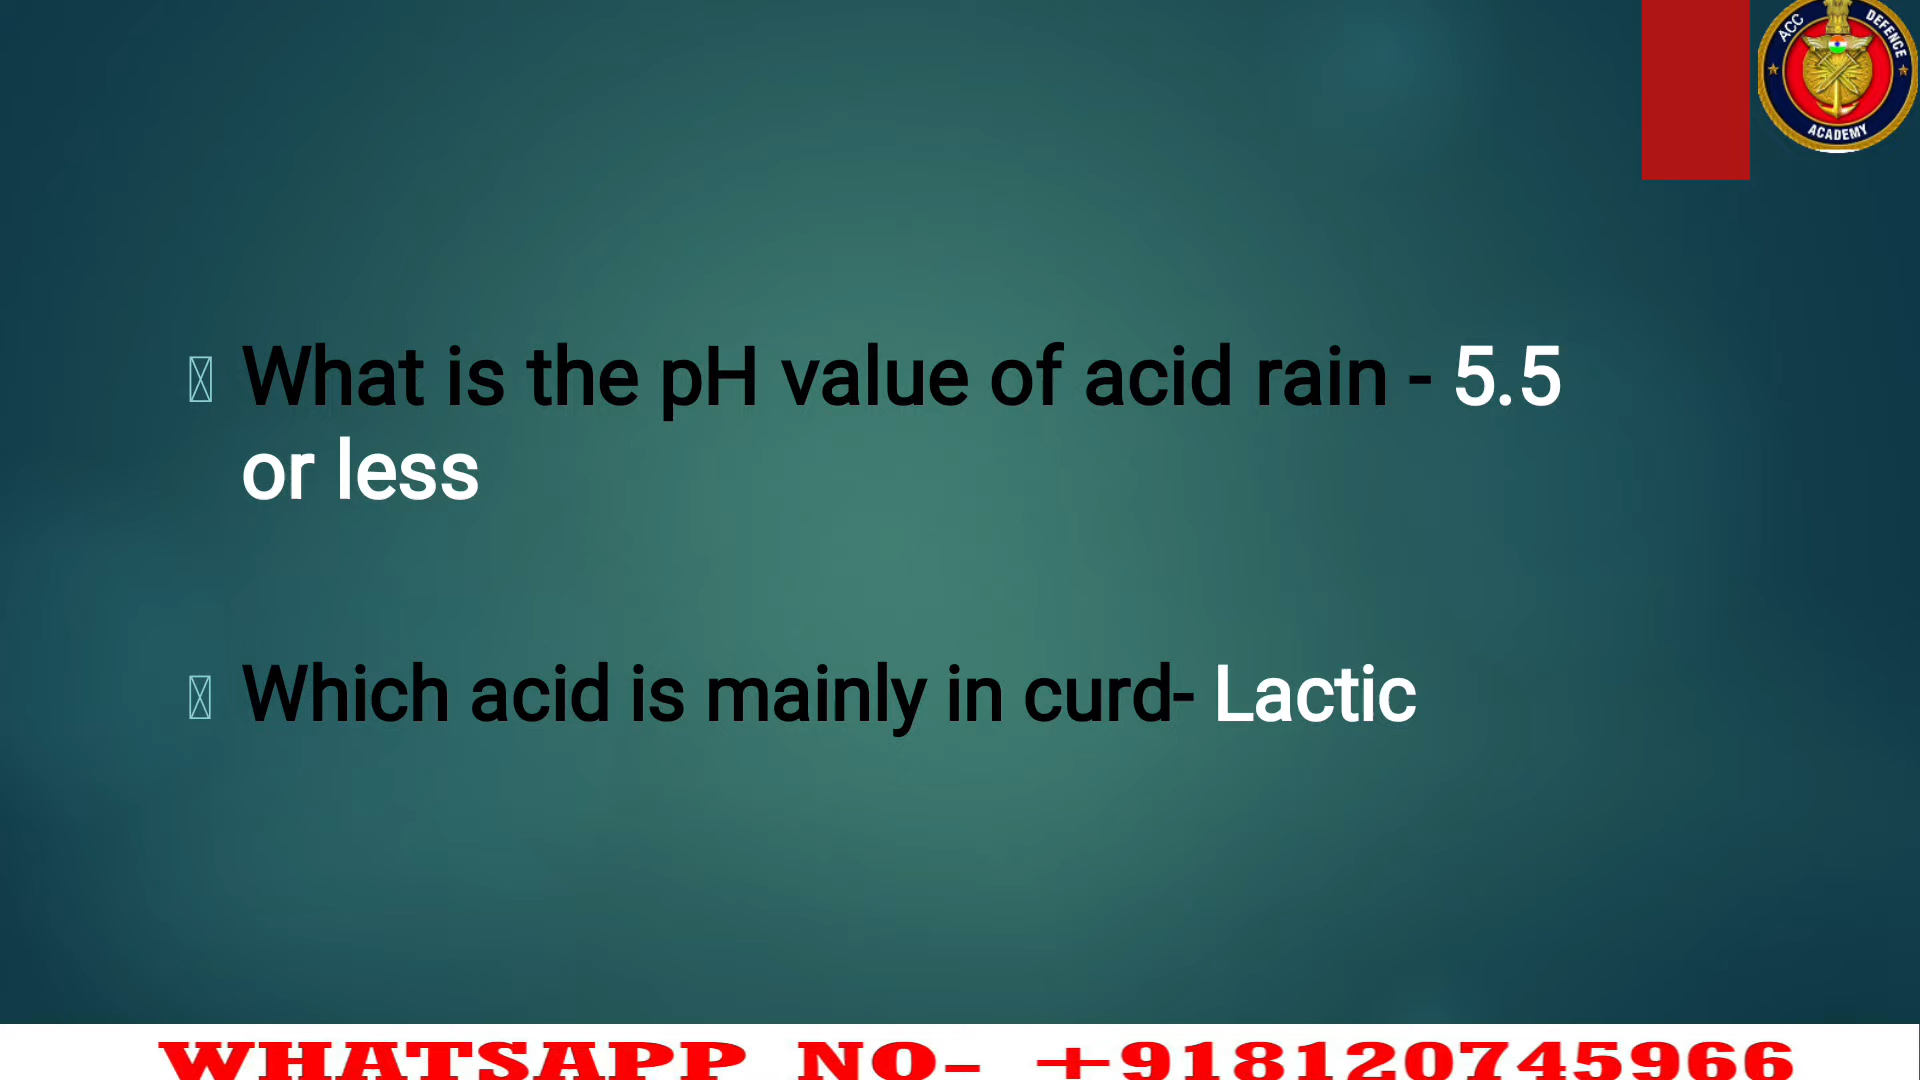 ACC DEFENCE
ACADEMY
What is the pH value of acid rain - 5.5
or less
Which acid is mainly in curd- Lactic
WHATSAPP NO- +918120745966